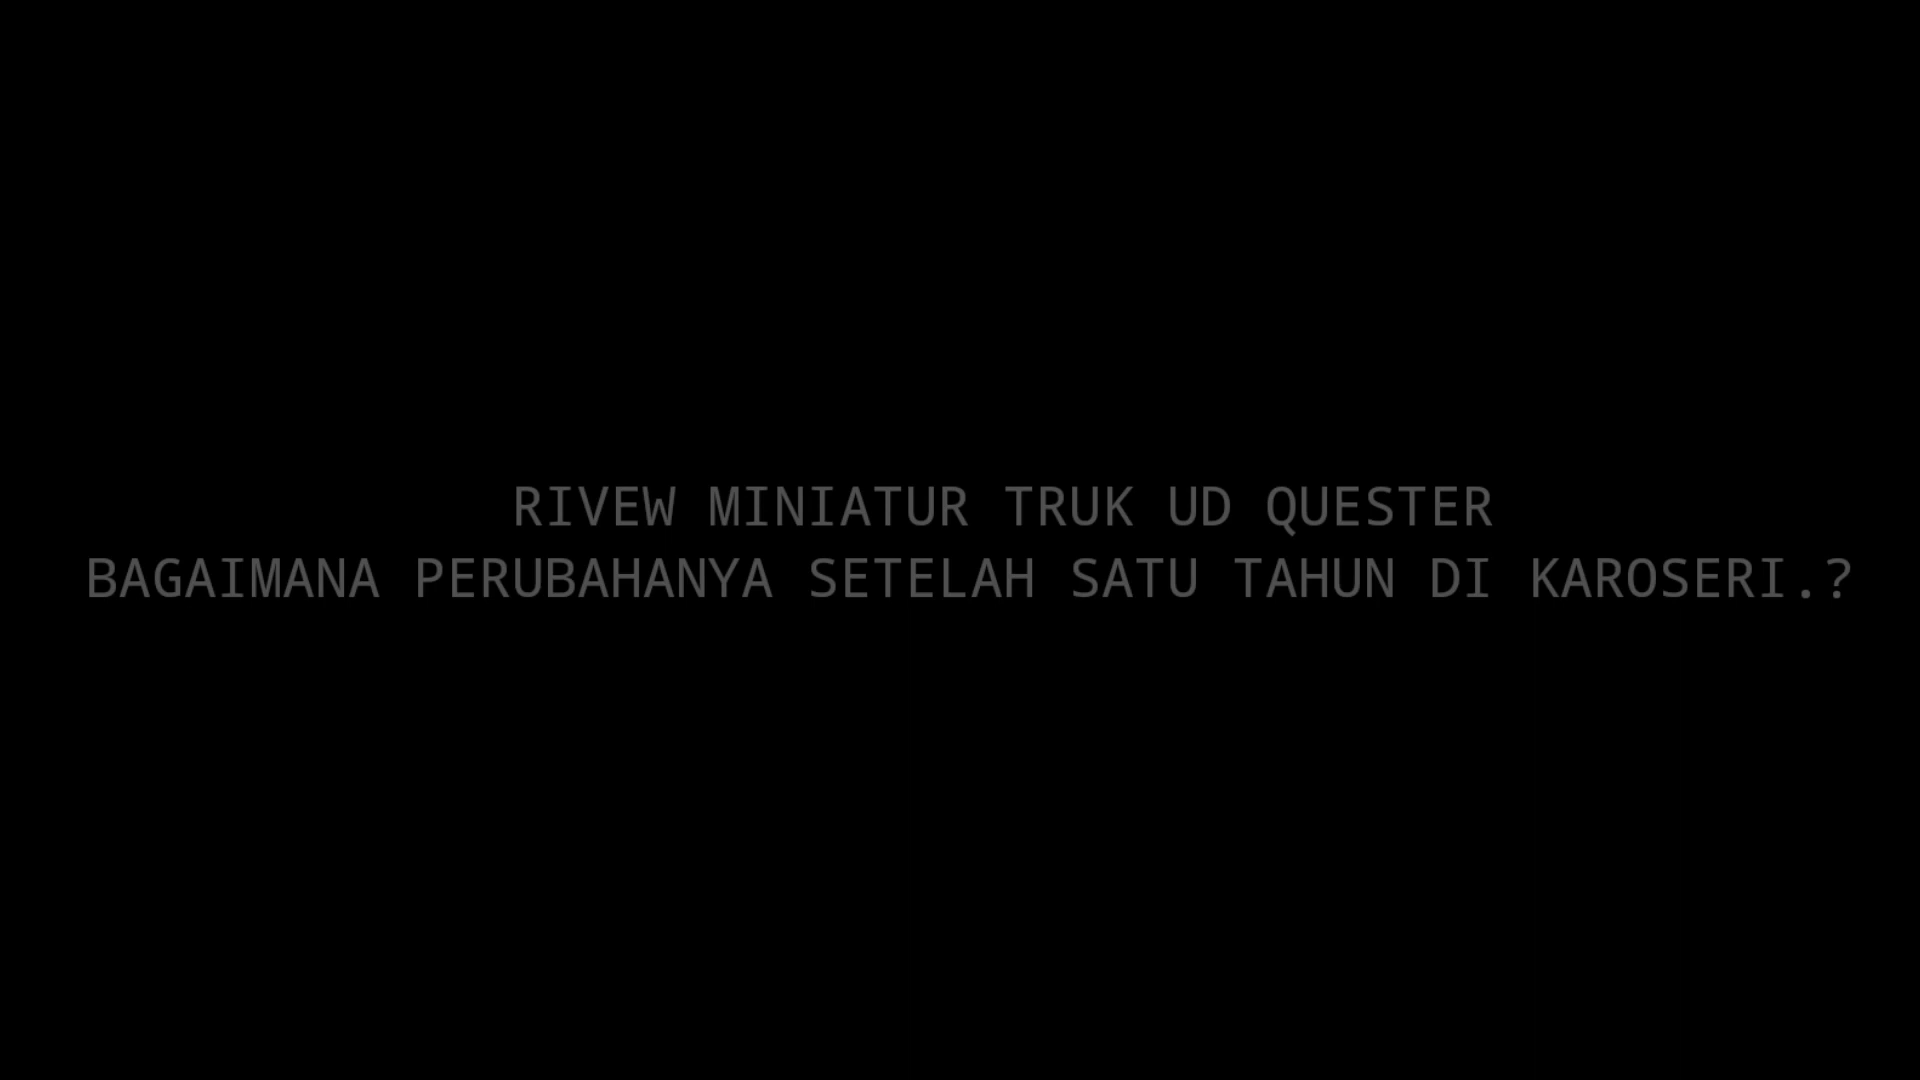 RIVEW MINIATUR TRUK UD QUESTER
BAGAIMANA PERUBAHANYA SETELAH SATU TAHUN DI KAROSERI.?